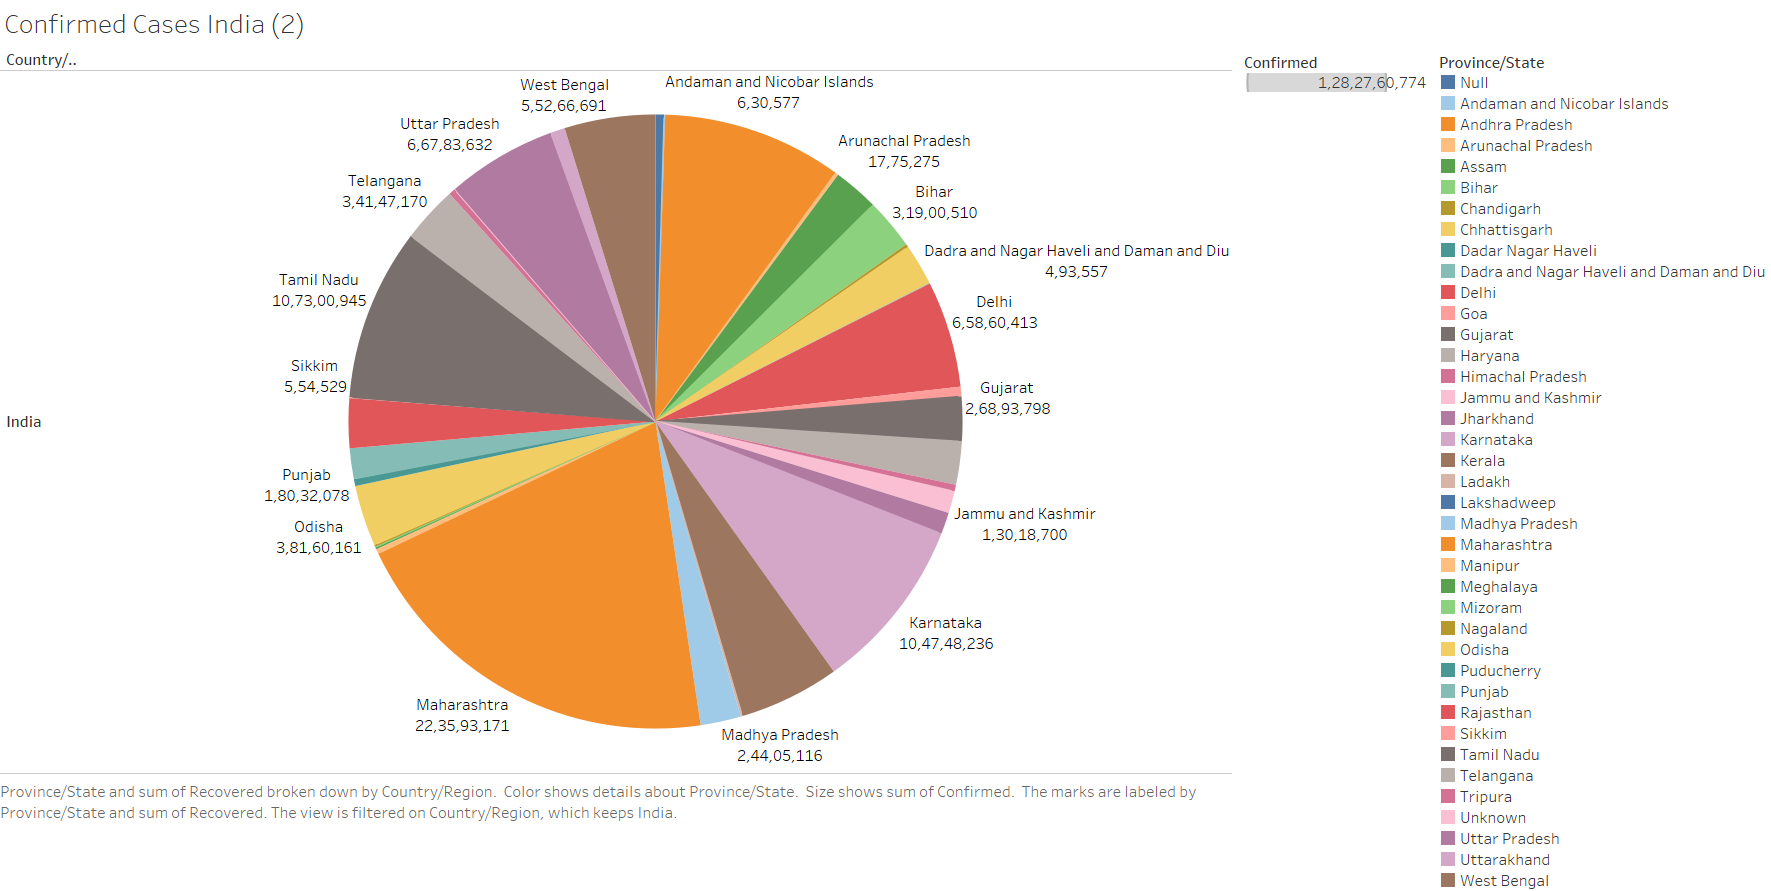 Confirmed Cases India (2)
Country/..
India
West Bengal
5,52,66,691
Andaman and Nicobar Islands
6,30,577
Uttar Pradesh
6,67,83,632
Arunachal Pradesh
17,75,275
Telangana
3,41,47,170
Bihar
3,19,00,510
Dadra and Nagar Haveli and Daman and Diu
4,93,557
Tamil Nadu
10,73,00,945
Delhi
6,58,60,413
Sikkim
5,54,529
Gujarat
2,68,93,798
Punjab
1,80,32,078
Jammu and Kashmir
1,30,18,700
Odisha
3,81,60,161
Karnataka
10,47,48,236
Maharashtra
22,35,93,171
Madhya Pradesh
2,44,05,116
Province/State and sum of Recovered broken down by Country/Region.  Color shows details about Province/State.  Size shows sum of Confirmed.  The marks are labeled by
Province/State and sum of Recovered. The view is filtered on Country/Region, which keeps India.
Confirmed
1,28,27,60,774
Province/State
Null
Andaman and Nicobar Islands
Andhra Pradesh
Arunachal Pradesh
Assam
Bihar
Chandigarh
Chhattisgarh
Dadar Nagar Haveli
Dadra and Nagar Haveli and Daman and Diu
Delhi
Goa
Gujarat
Haryana
Himachal Pradesh
Jammu and Kashmir
Jharkhand
Karnataka
Kerala
Ladakh
Lakshadweep
Madhya Pradesh
Maharashtra
Manipur
Meghalaya
Mizoram
Nagaland
Odisha
Puducherry
Punjab
Rajasthan
Sikkim
Tamil Nadu
Telangana
Tripura
Unknown
Uttar Pradesh
Uttarakhand
West Bengal